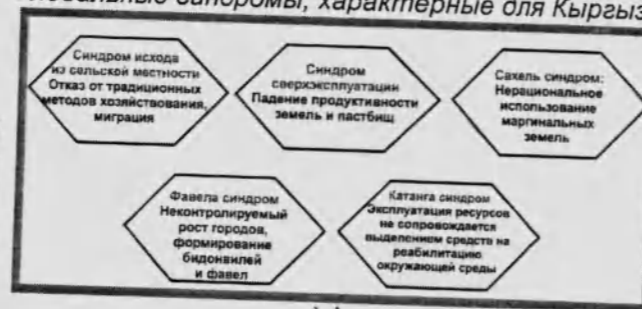 синдромы, характерные для Кыргыз
Синдром исхода
из сельской местности
Отказ от традиционных
методов хозяйствования,
миграция
Синдром
сверхэксплуатации
Падение продуктивности
земель и пастбищ
Сахель синдром:
Нерациональное
использование
маргинальных
земель
Фавела синдром
Неконтролируемый
рост городов,
формирование
бидонвилей
и фавел
Катанга синдром
Эксплуатация ресурсов
не сопровождается
выделением средств на
реабилитацию
окружающей среды